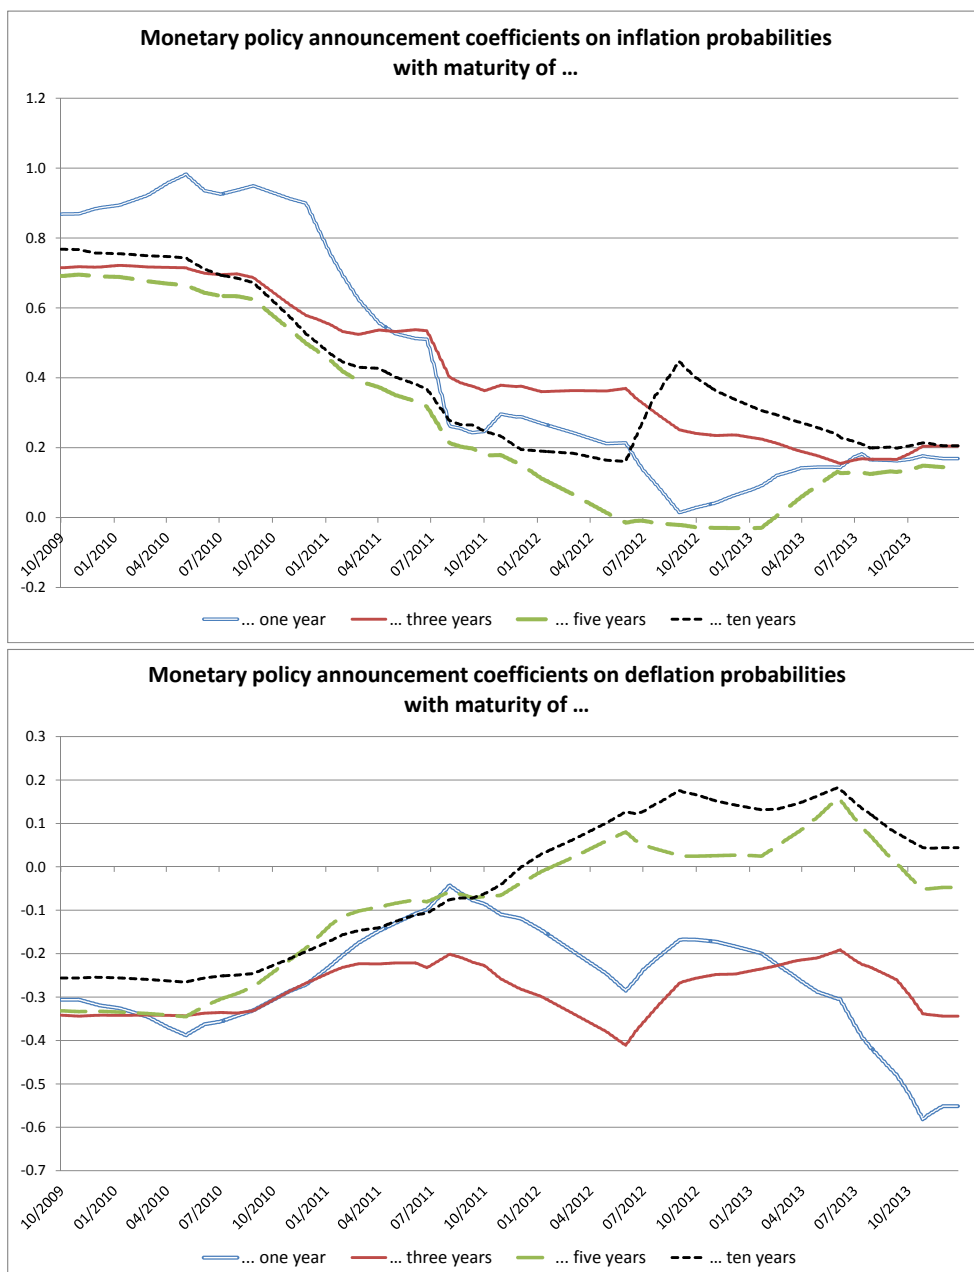 Monetary policy announcement coefficients on inflation probabilities
with maturity of …
1.2
1.0
0.8
0.6
0.4
0.2
0.0
-0.2
10/2009 01/2010 04/2010 07/2010 10/2010 01/2011 04/2011 07/2011 10/2011 01/2012 04/2012 07/2012 10/2012 01/2013 04/2013 07/2013 10/2013
... one year … three years ... five years … ten years
Monetary policy announcement coefficients on deflation probabilities
with maturity of …
0.3
0.2
0.1
0.0
-0.1
-0.2
-0.3
-0.4
-0.5
-0.6
-0.7
10/2009 01/2010 04/2010 07/2010 10/2010 01/2011 04/2011 07/2011 10/2011 01/2012 04/2012 07/2012 10/2012 01/2013 04/2013 07/2013 10/2013
... one year … three years ... five years … ten years